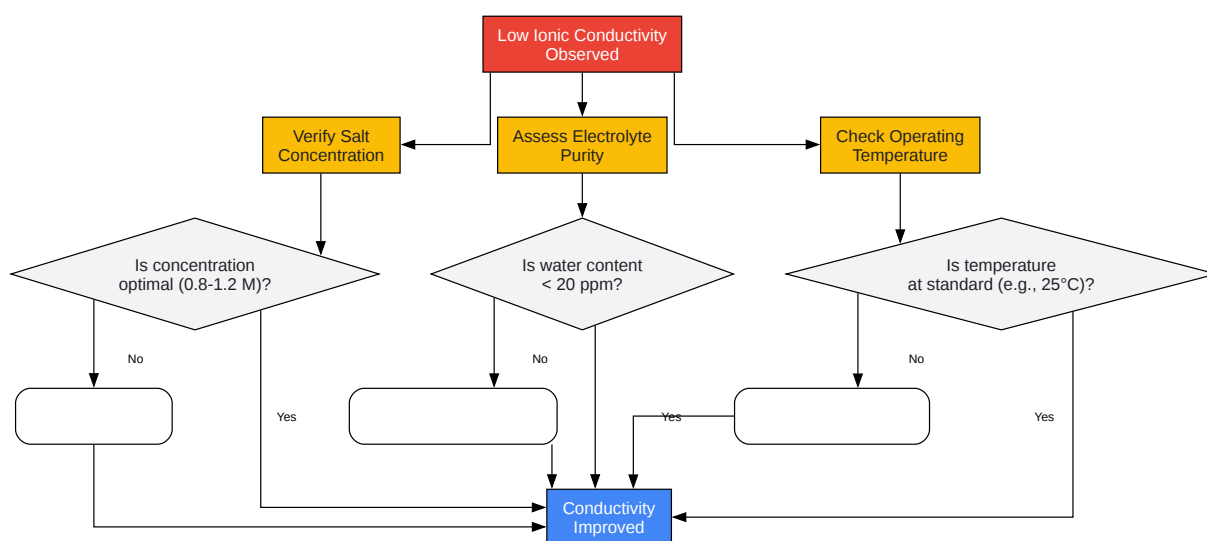 Low Ionic Conductivity
Observed
Verify Salt
Concentration
Assess Electrolyte
Purity
Check Operating
Temperature
Is concentration
optimal (0.8-1.2 M)?
Is water content
< 20 ppm?
Is temperature
at standard (e.g., 25°C)?
No
No
No
Yes
Yes
Yes
Conductivity
Improved